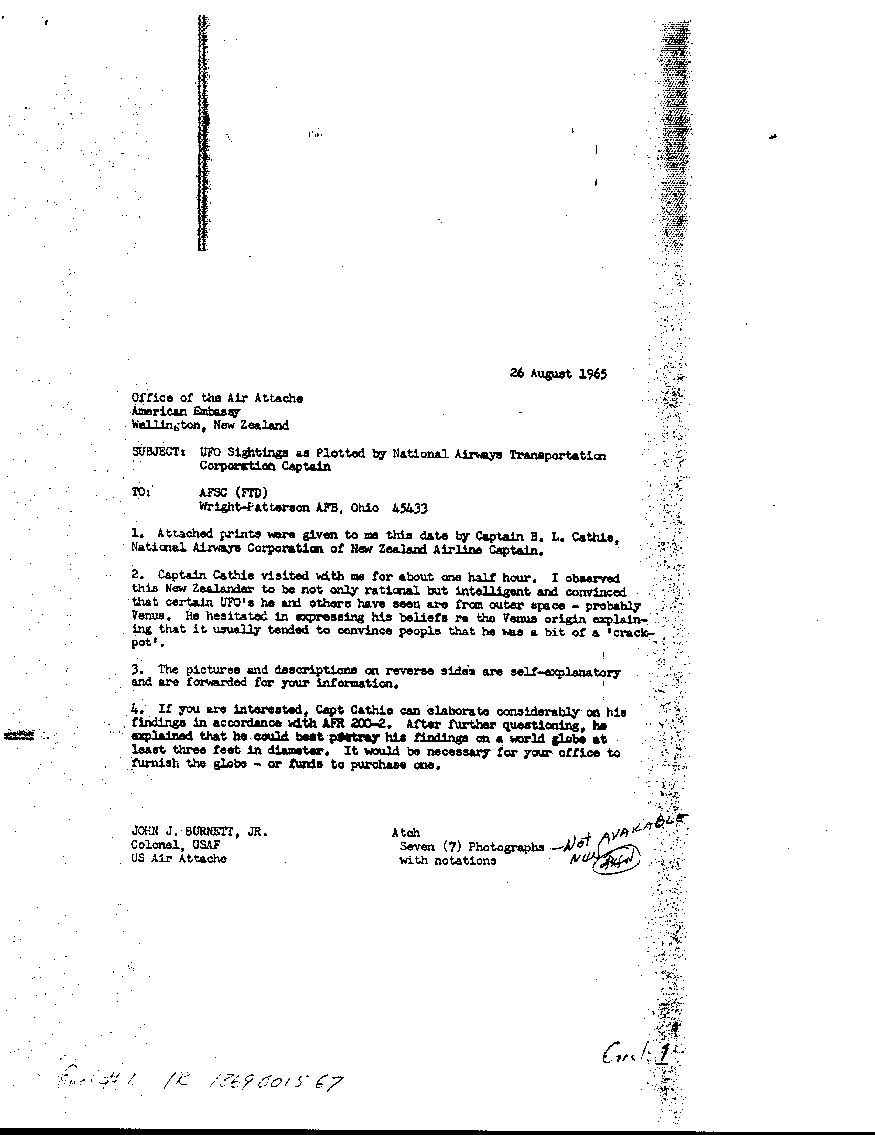 26 August 1965
Office of the Air Attache
American Embassy
Wellington, New Zealand
SUBJECT: UFO Sightings as Plotted by National Airways Transportation
Corporation Captain
TO: AFSC (FTD)
Wright-Patterson AFB, Ohio 45433
1. Attached prints were given to me this date by Captain B. L. Cathie,
National Airways Corporation of New Zealand Airline Captain.
2. Captain Cathie visited with me for about one half hour. I observed
this New Zealander to be not only rational but intelligent and convinced
that certain UFO's he and others have seen are from outer space - probably
Venus. He hesitated in expressing his beliefs re the Venus origin explain-
ing that it usually tended to convince people that he was a bit of a 'crack-
pot'.
3. The pictures and descriptions on reverse sides are self-explanatory
and are forwarded for your information.
4. If you are interested, Capt Cathie can elaborate considerably on his
findings in accordance with AFR 200-2. After further questioning, he
explained that he could best portray his findings on a world globe at
least three feet in diameter. It would be necessary for your office to
furnish the globe - or funds to purchase one.
JOHN J. BURNETT, JR.
Colonel, USAF
US Air Attache
Atch
Seven (7) Photographs - NOT AVAILABLE
with notations
Encl 1
IR 1369001567